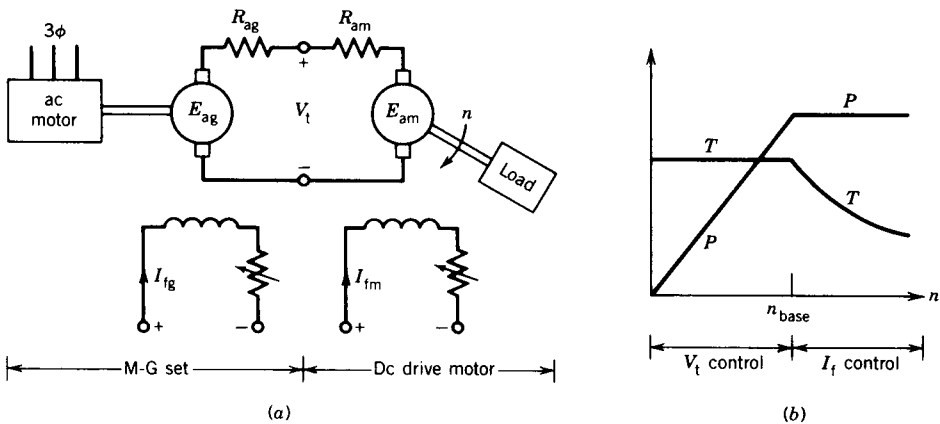 3ϕ
ac
motor
R_ag
R_am
+
E_ag
V_t
E_am
n
Load
−
I_fg
+
−
I_fm
+
−
M-G set
Dc drive motor
(a)
P
T
T
P
n
n_base
V_t control
I_f control
(b)